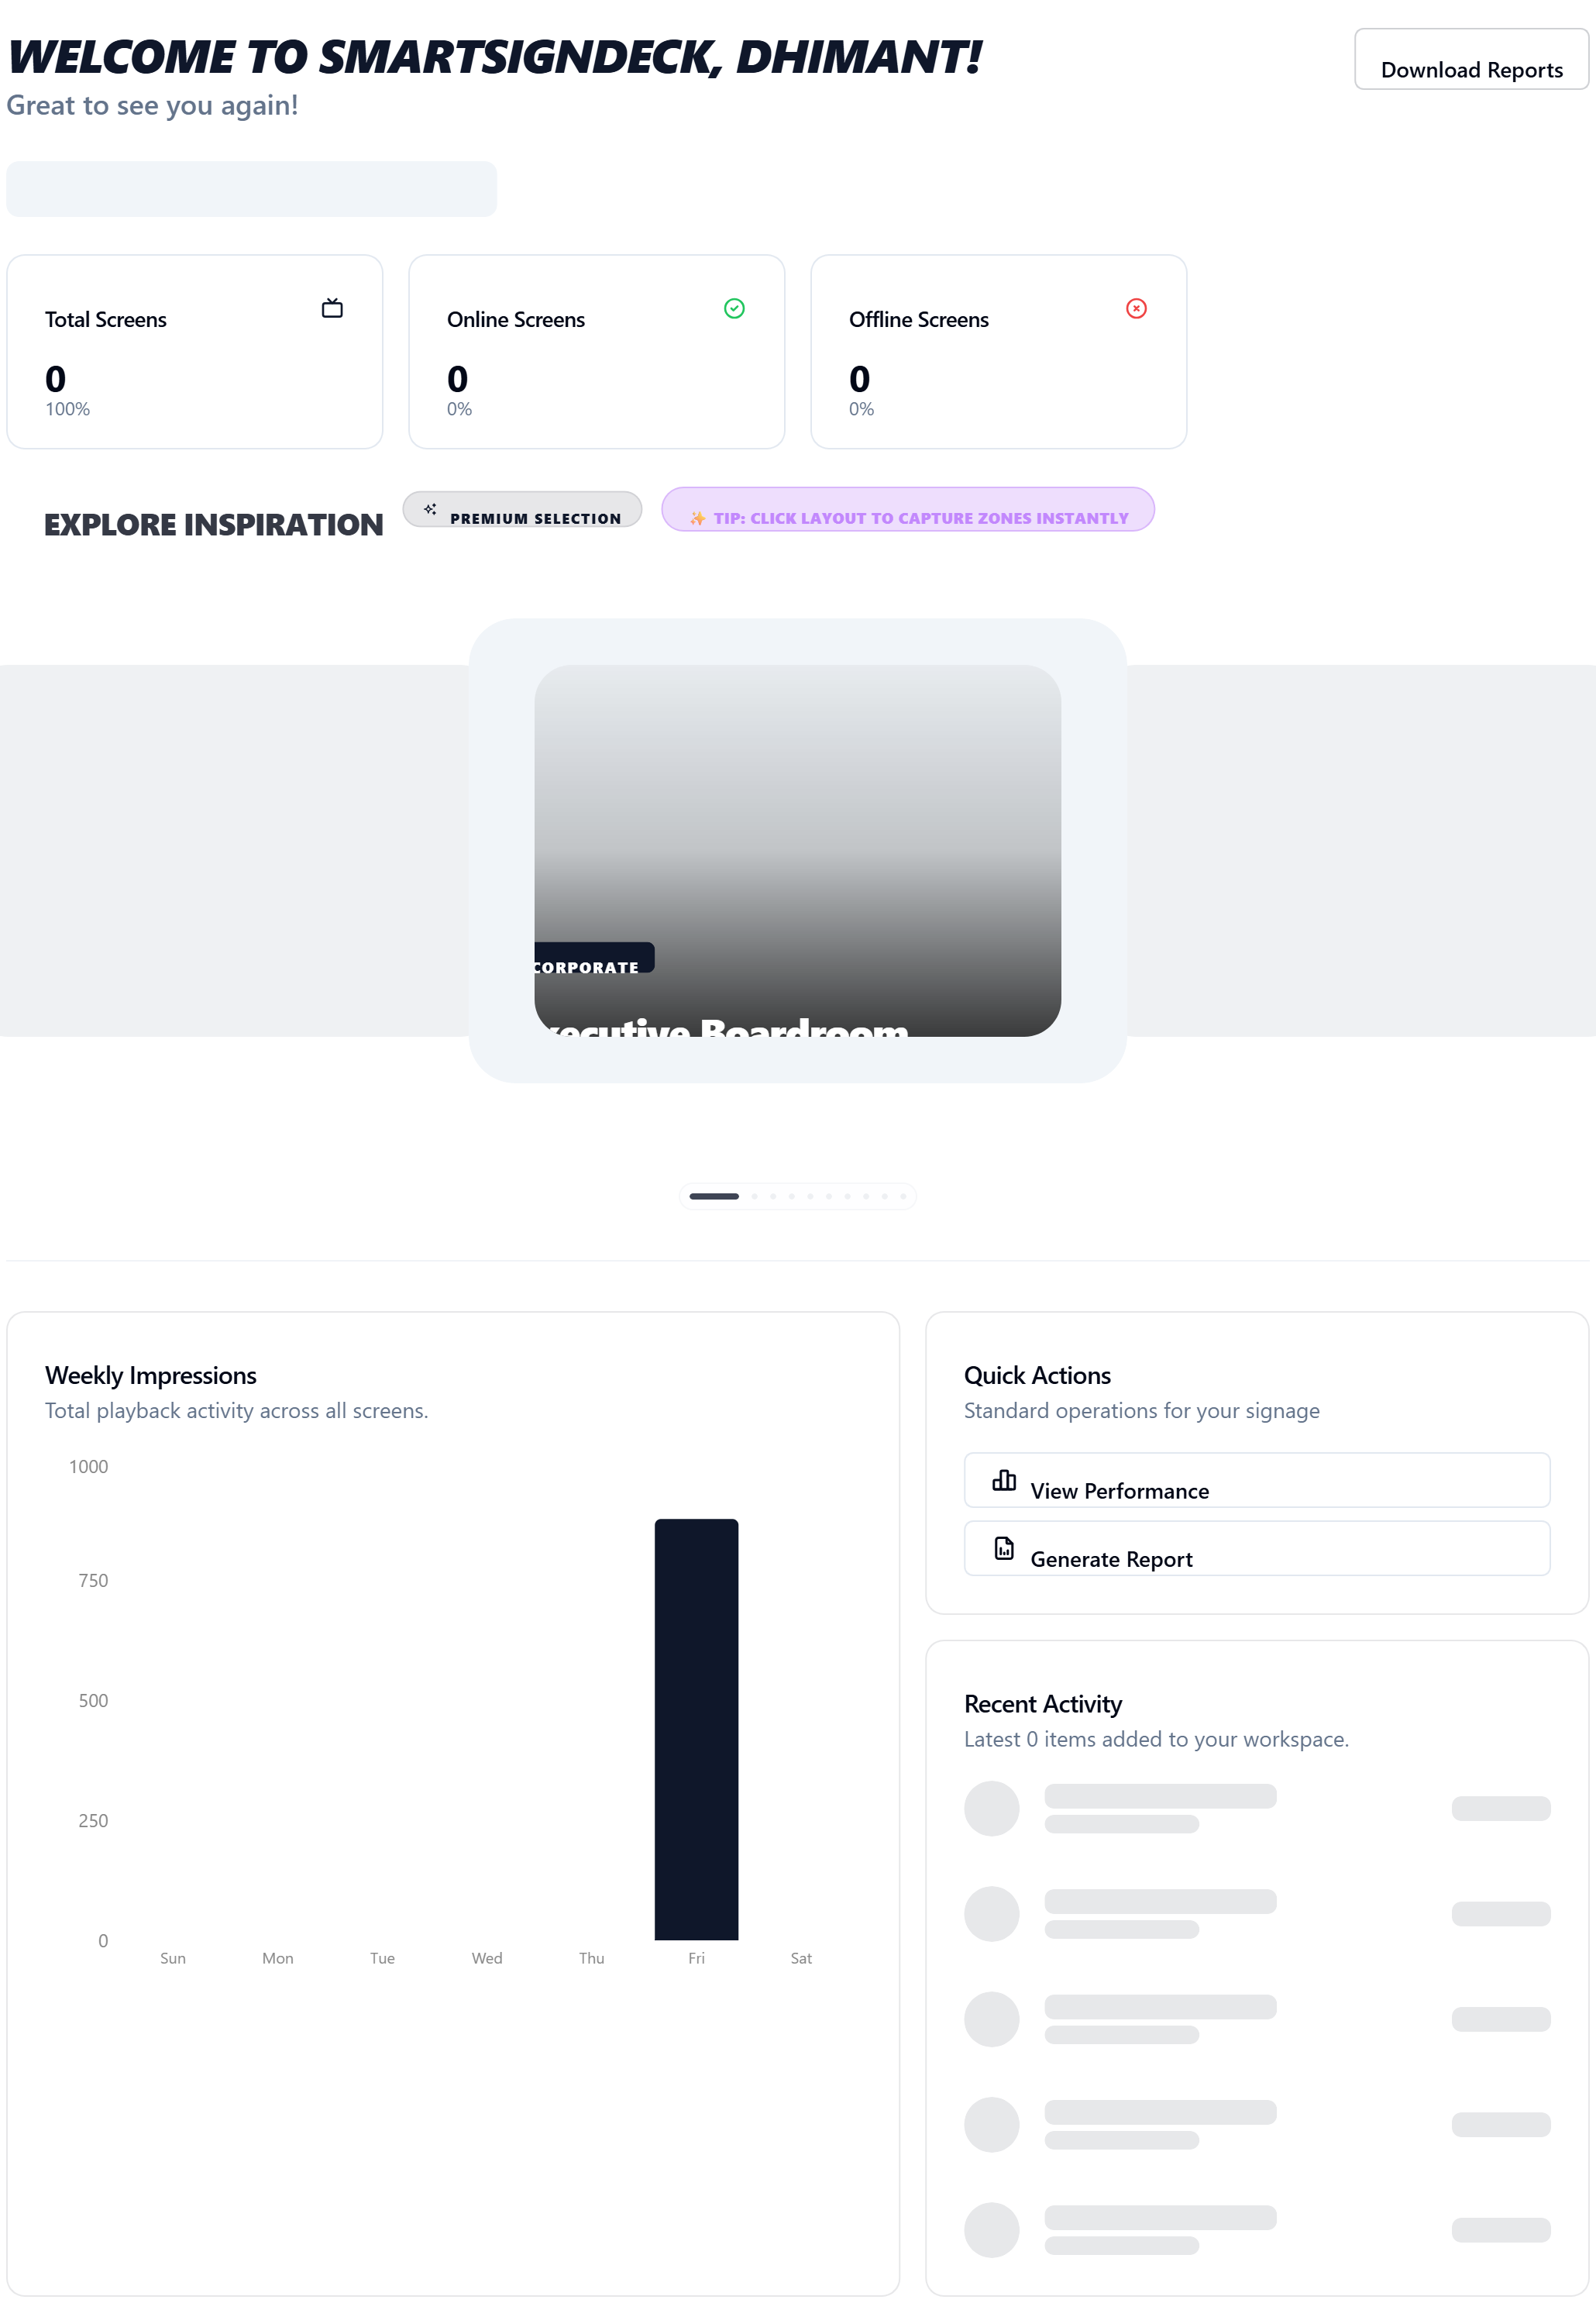 WELCOME TO SMARTSIGNDECK, DHIMANT!
Download Reports
Great to see you again!
Total Screens
0
100%
Online Screens
0
0%
Offline Screens
0
0%
EXPLORE INSPIRATION
PREMIUM SELECTION
✨ TIP: CLICK LAYOUT TO CAPTURE ZONES INSTANTLY
CORPORATE
xecutive Boardroom
Weekly Impressions
Total playback activity across all screens.
1000
750
500
250
0
Sun Mon Tue Wed Thu Fri Sat
Quick Actions
Standard operations for your signage
View Performance
Generate Report
Recent Activity
Latest 0 items added to your workspace.